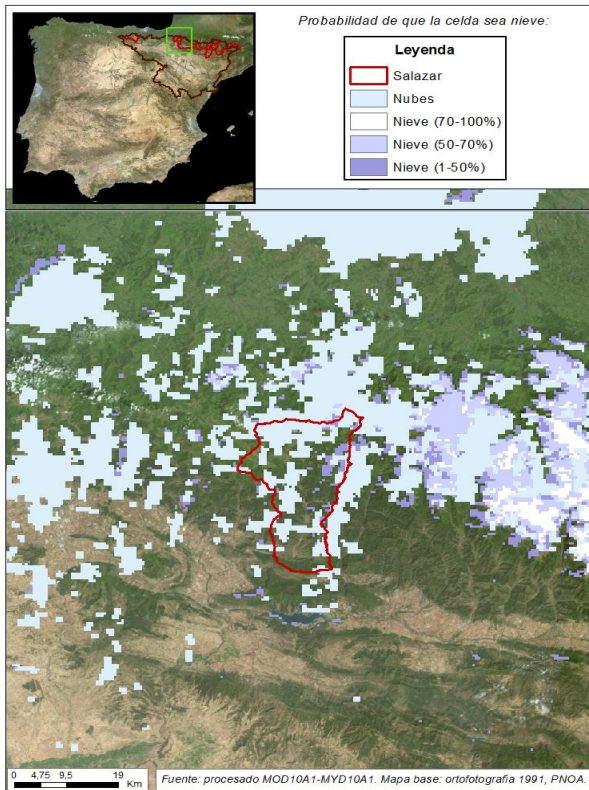 Probabilidad de que la celda sea nieve:
Leyenda
Salazar
Nubes
Nieve (70-100%)
Nieve (50-70%)
Nieve (1-50%)
0 4,75 9,5 19
Km
Fuente: procesado MOD10A1-MYD10A1. Mapa base: ortofotografia 1991, PNOA.